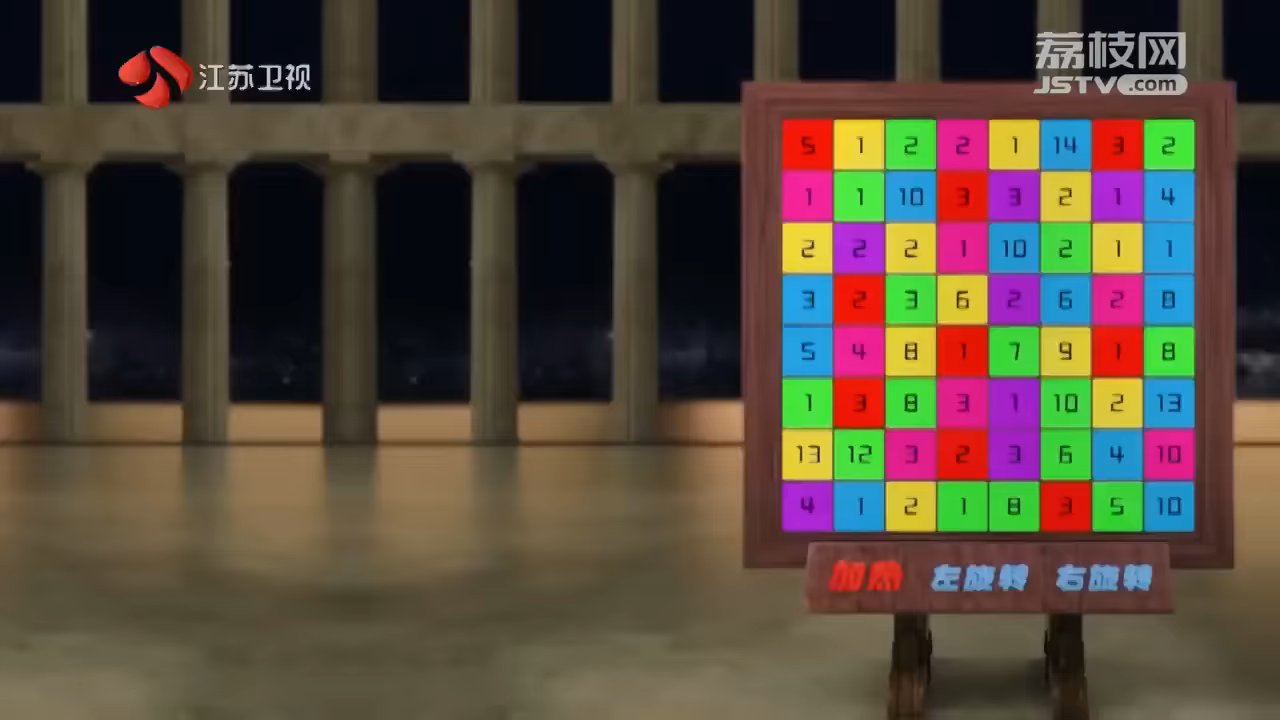 江苏卫视
荔枝网
JSTV.com
5 1 2 2 1 14 3 2
1 1 10 3 3 2 1 4
2 2 2 1 10 2 1 1
3 2 3 6 2 6 2 8
5 4 8 1 7 9 1 8
1 3 8 3 1 10 2 13
13 12 3 2 3 6 4 10
4 1 2 1 8 3 5 10
加热 左旋转 右旋转